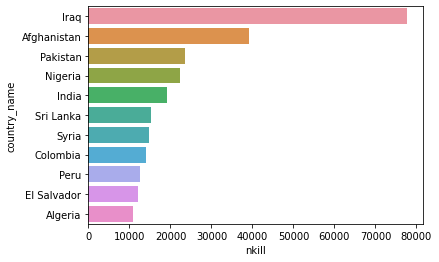 country_name
Iraq
Afghanistan
Pakistan
Nigeria
India
Sri Lanka
Syria
Colombia
Peru
El Salvador
Algeria
0 10000 20000 30000 40000 50000 60000 70000 80000
nkill